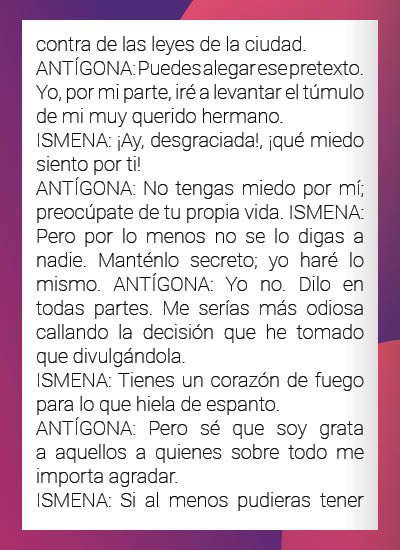 contra de las leyes de la ciudad.
ANTÍGONA: Puedes alegar ese pretexto.
Yo, por mi parte, iré a levantar el túmulo
de mi muy querido hermano.
ISMENA: ¡Ay, desgraciada!, ¡qué miedo
siento por ti!
ANTÍGONA: No tengas miedo por mí;
preocúpate de tu propia vida. ISMENA:
Pero por lo menos no se lo digas a
nadie. Manténlo secreto; yo haré lo
mismo. ANTÍGONA: Yo no. Dilo en
todas partes. Me serías más odiosa
callando la decisión que he tomado
que divulgándola.
ISMENA: Tienes un corazón de fuego
para lo que hiela de espanto.
ANTÍGONA: Pero sé que soy grata
a aquellos a quienes sobre todo me
importa agradar.
ISMENA: Si al menos pudieras tener